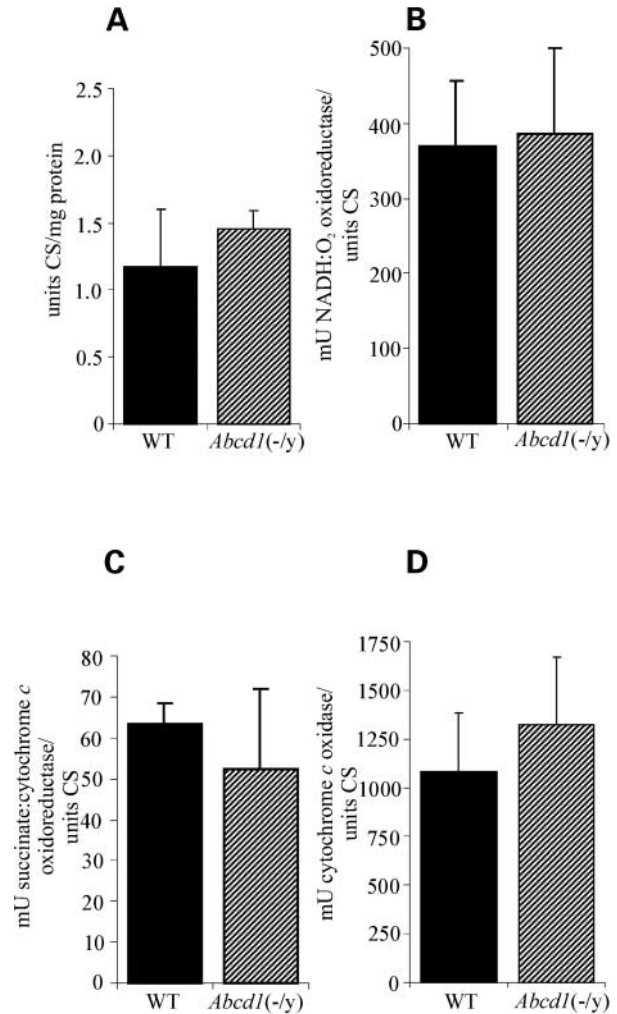 A
units CS/mg protein
2.5
2.0
1.5
1.0
0.5
0
WT
Abcd1(-/y)
B
mU NADH:O₂ oxidoreductase/
units CS
500
400
300
200
100
0
WT
Abcd1(-/y)
C
mU succinate:cytochrome c
oxidoreductase/
units CS
80
70
60
50
40
30
20
10
0
WT
Abcd1(-/y)
D
mU cytochrome c oxidase/
units CS
1750
1500
1250
1000
750
500
250
0
WT
Abcd1(-/y)